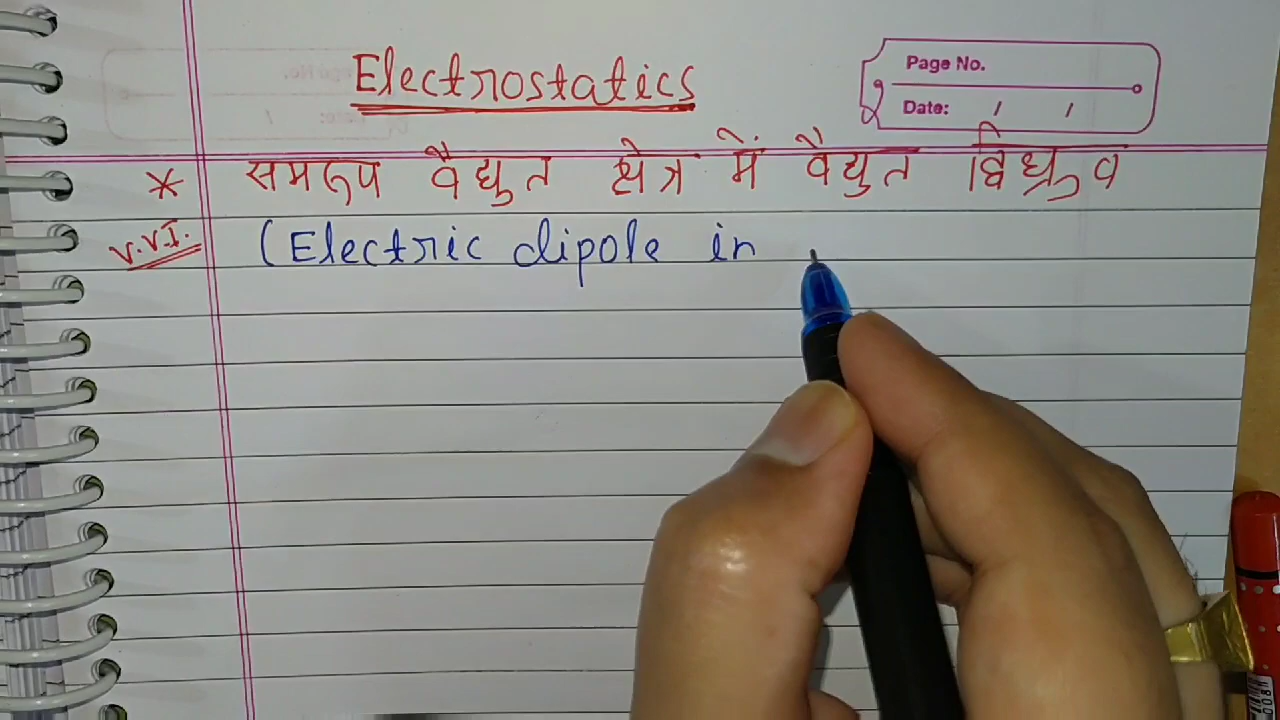 Electrostatics
Page No.
Date: / /
* समरूप वैद्युत क्षेत्र में वैद्युत द्विध्रुव
V.V.I. (Electric dipole in